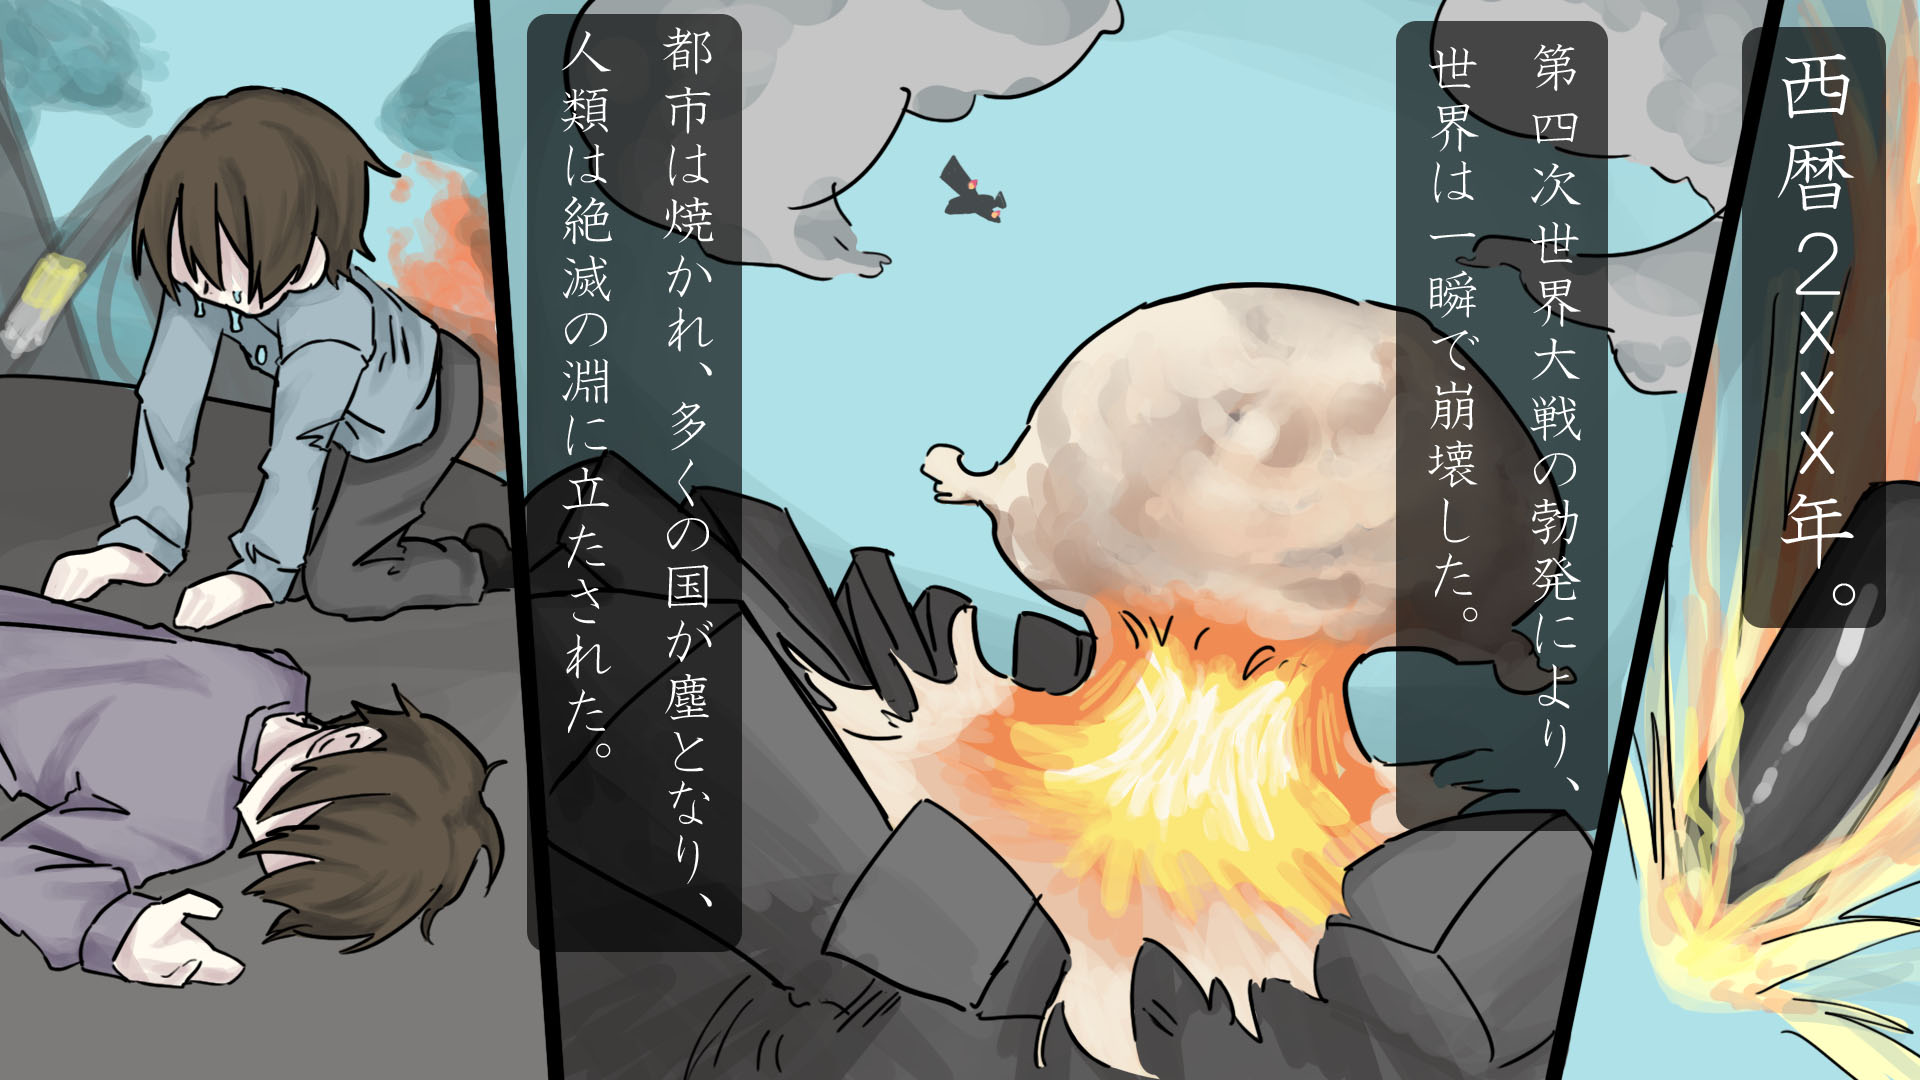 西暦２ＸＸＸ年。
第四次世界大戦の勃発により、
世界は一瞬で崩壊した。
都市は焼かれ、多くの国が塵となり、
人類は絶滅の淵に立たされた。